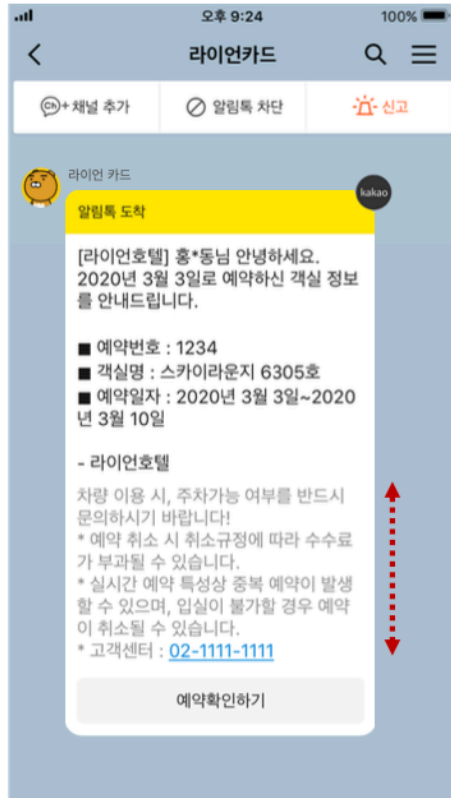 오후 9:24
100%
라이언카드
Ch+ 채널 추가
알림톡 차단
신고
라이언 카드
kakao
알림톡 도착
[라이언호텔] 홍*동님 안녕하세요.
2020년 3월 3일로 예약하신 객실 정보
를 안내드립니다.
■ 예약번호 : 1234
■ 객실명 : 스카이라운지 6305호
■ 예약일자 : 2020년 3월 3일~2020
년 3월 10일
- 라이언호텔
차량 이용 시, 주차가능 여부를 반드시
문의하시기 바랍니다!
* 예약 취소 시 취소규정에 따라 수수료
가 부과될 수 있습니다.
* 실시간 예약 특성상 중복 예약이 발생
할 수 있으며, 입실이 불가할 경우 예약
이 취소될 수 있습니다.
* 고객센터 : 02-1111-1111
예약확인하기